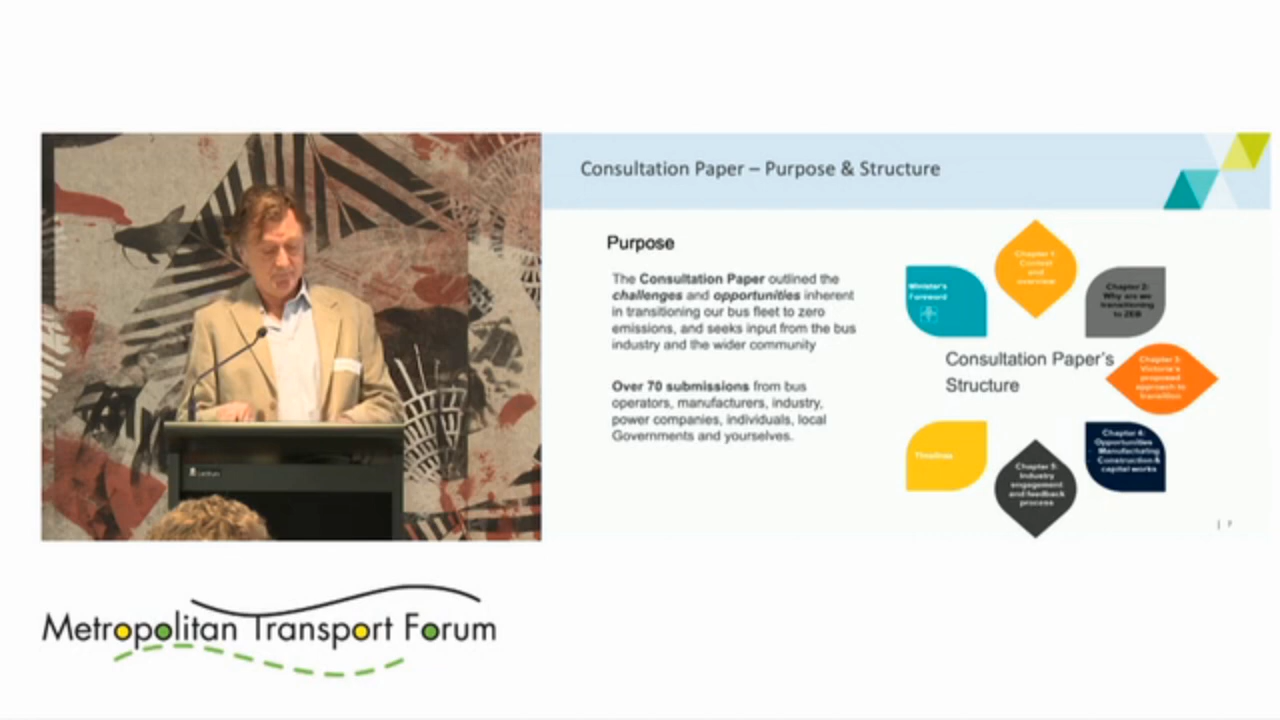 Consultation Paper – Purpose & Structure
Purpose
The Consultation Paper outlined the
challenges and opportunities inherent
in transitioning our bus fleet to zero
emissions, and seeks input from the bus
industry and the wider community
Over 70 submissions from bus
operators, manufacturers, industry,
power companies, individuals, local
Governments and yourselves.
Minister's
Foreword
Chapter 1:
Context
and
overview
Chapter 2:
Why are we
transitioning
to ZEB
Consultation Paper's
Structure
Chapter 3:
Victoria's
proposed
approach to
transition
Chapter 4:
Opportunities
Manufacturing
Construction &
capital works
Chapter 5:
Industry
engagement
and feedback
process
Timelines
Metropolitan Transport Forum